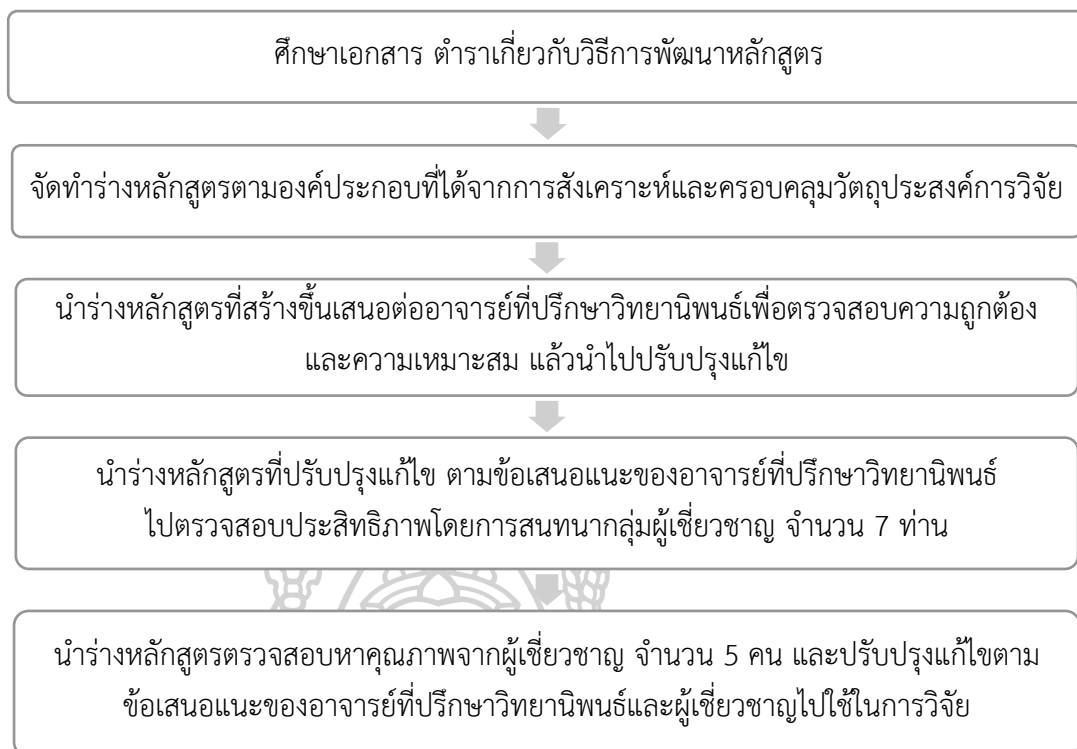 ศึกษาเอกสาร ตำราเกี่ยวกับวิธีการพัฒนาหลักสูตร
จัดทำร่างหลักสูตรตามองค์ประกอบที่ได้จากการสังเคราะห์และครอบคลุมวัตถุประสงค์การวิจัย
นำร่างหลักสูตรที่สร้างขึ้นเสนอต่ออาจารย์ที่ปรึกษาวิทยานิพนธ์เพื่อตรวจสอบความถูกต้อง
และความเหมาะสม แล้วนำไปปรับปรุงแก้ไข
นำร่างหลักสูตรที่ปรับปรุงแก้ไข ตามข้อเสนอแนะของอาจารย์ที่ปรึกษาวิทยานิพนธ์
ไปตรวจสอบประสิทธิภาพโดยการสนทนากลุ่มผู้เชี่ยวชาญ จำนวน 7 ท่าน
นำร่างหลักสูตรตรวจสอบหาคุณภาพจากผู้เชี่ยวชาญ จำนวน 5 คน และปรับปรุงแก้ไขตาม
ข้อเสนอแนะของอาจารย์ที่ปรึกษาวิทยานิพนธ์และผู้เชี่ยวชาญไปใช้ในการวิจัย